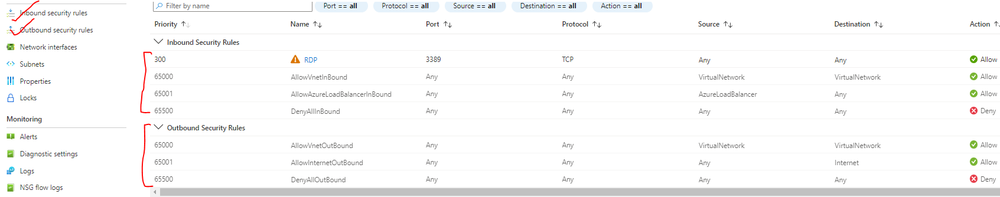 Filter by name Port == all Protocol == all Source == all Destination == all Action == all
Inbound security rules
Outbound security rules
Network interfaces
Subnets
Properties
Locks
Monitoring
Alerts
Diagnostic settings
Logs
NSG flow logs
Priority Name Port Protocol Source Destination Action
Inbound Security Rules
300 RDP 3389 TCP Any Any Allow
65000 AllowVnetInBound Any Any VirtualNetwork VirtualNetwork Allow
65001 AllowAzureLoadBalancerInBound Any Any AzureLoadBalancer Any Allow
65500 DenyAllInBound Any Any Any Any Deny
Outbound Security Rules
65000 AllowVnetOutBound Any Any VirtualNetwork VirtualNetwork Allow
65001 AllowInternetOutBound Any Any Any Internet Allow
65500 DenyAllOutBound Any Any Any Any Deny